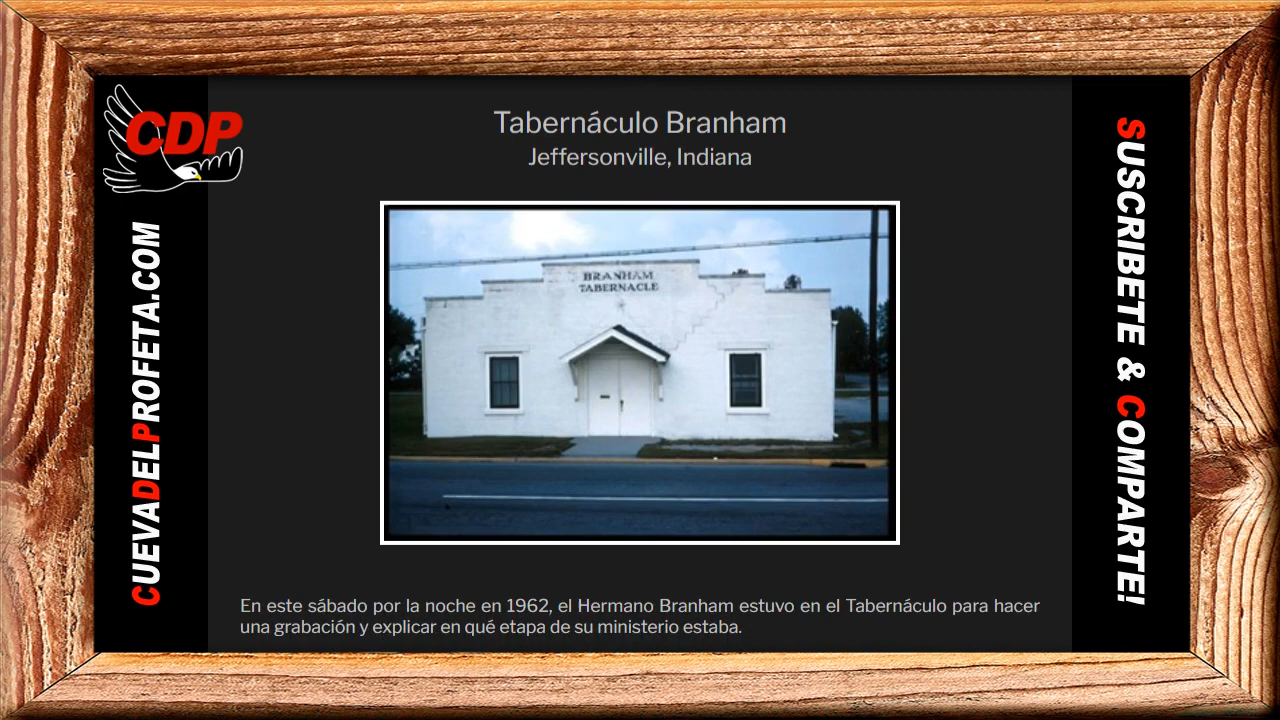 CDP
CUEVADELPROFETA.COM
Tabernáculo Branham
Jeffersonville, Indiana
BRANHAM
TABERNACLE
En este sábado por la noche en 1962, el Hermano Branham estuvo en el Tabernáculo para hacer
una grabación y explicar en qué etapa de su ministerio estaba.
SUSCRIBETE & COMPARTE!